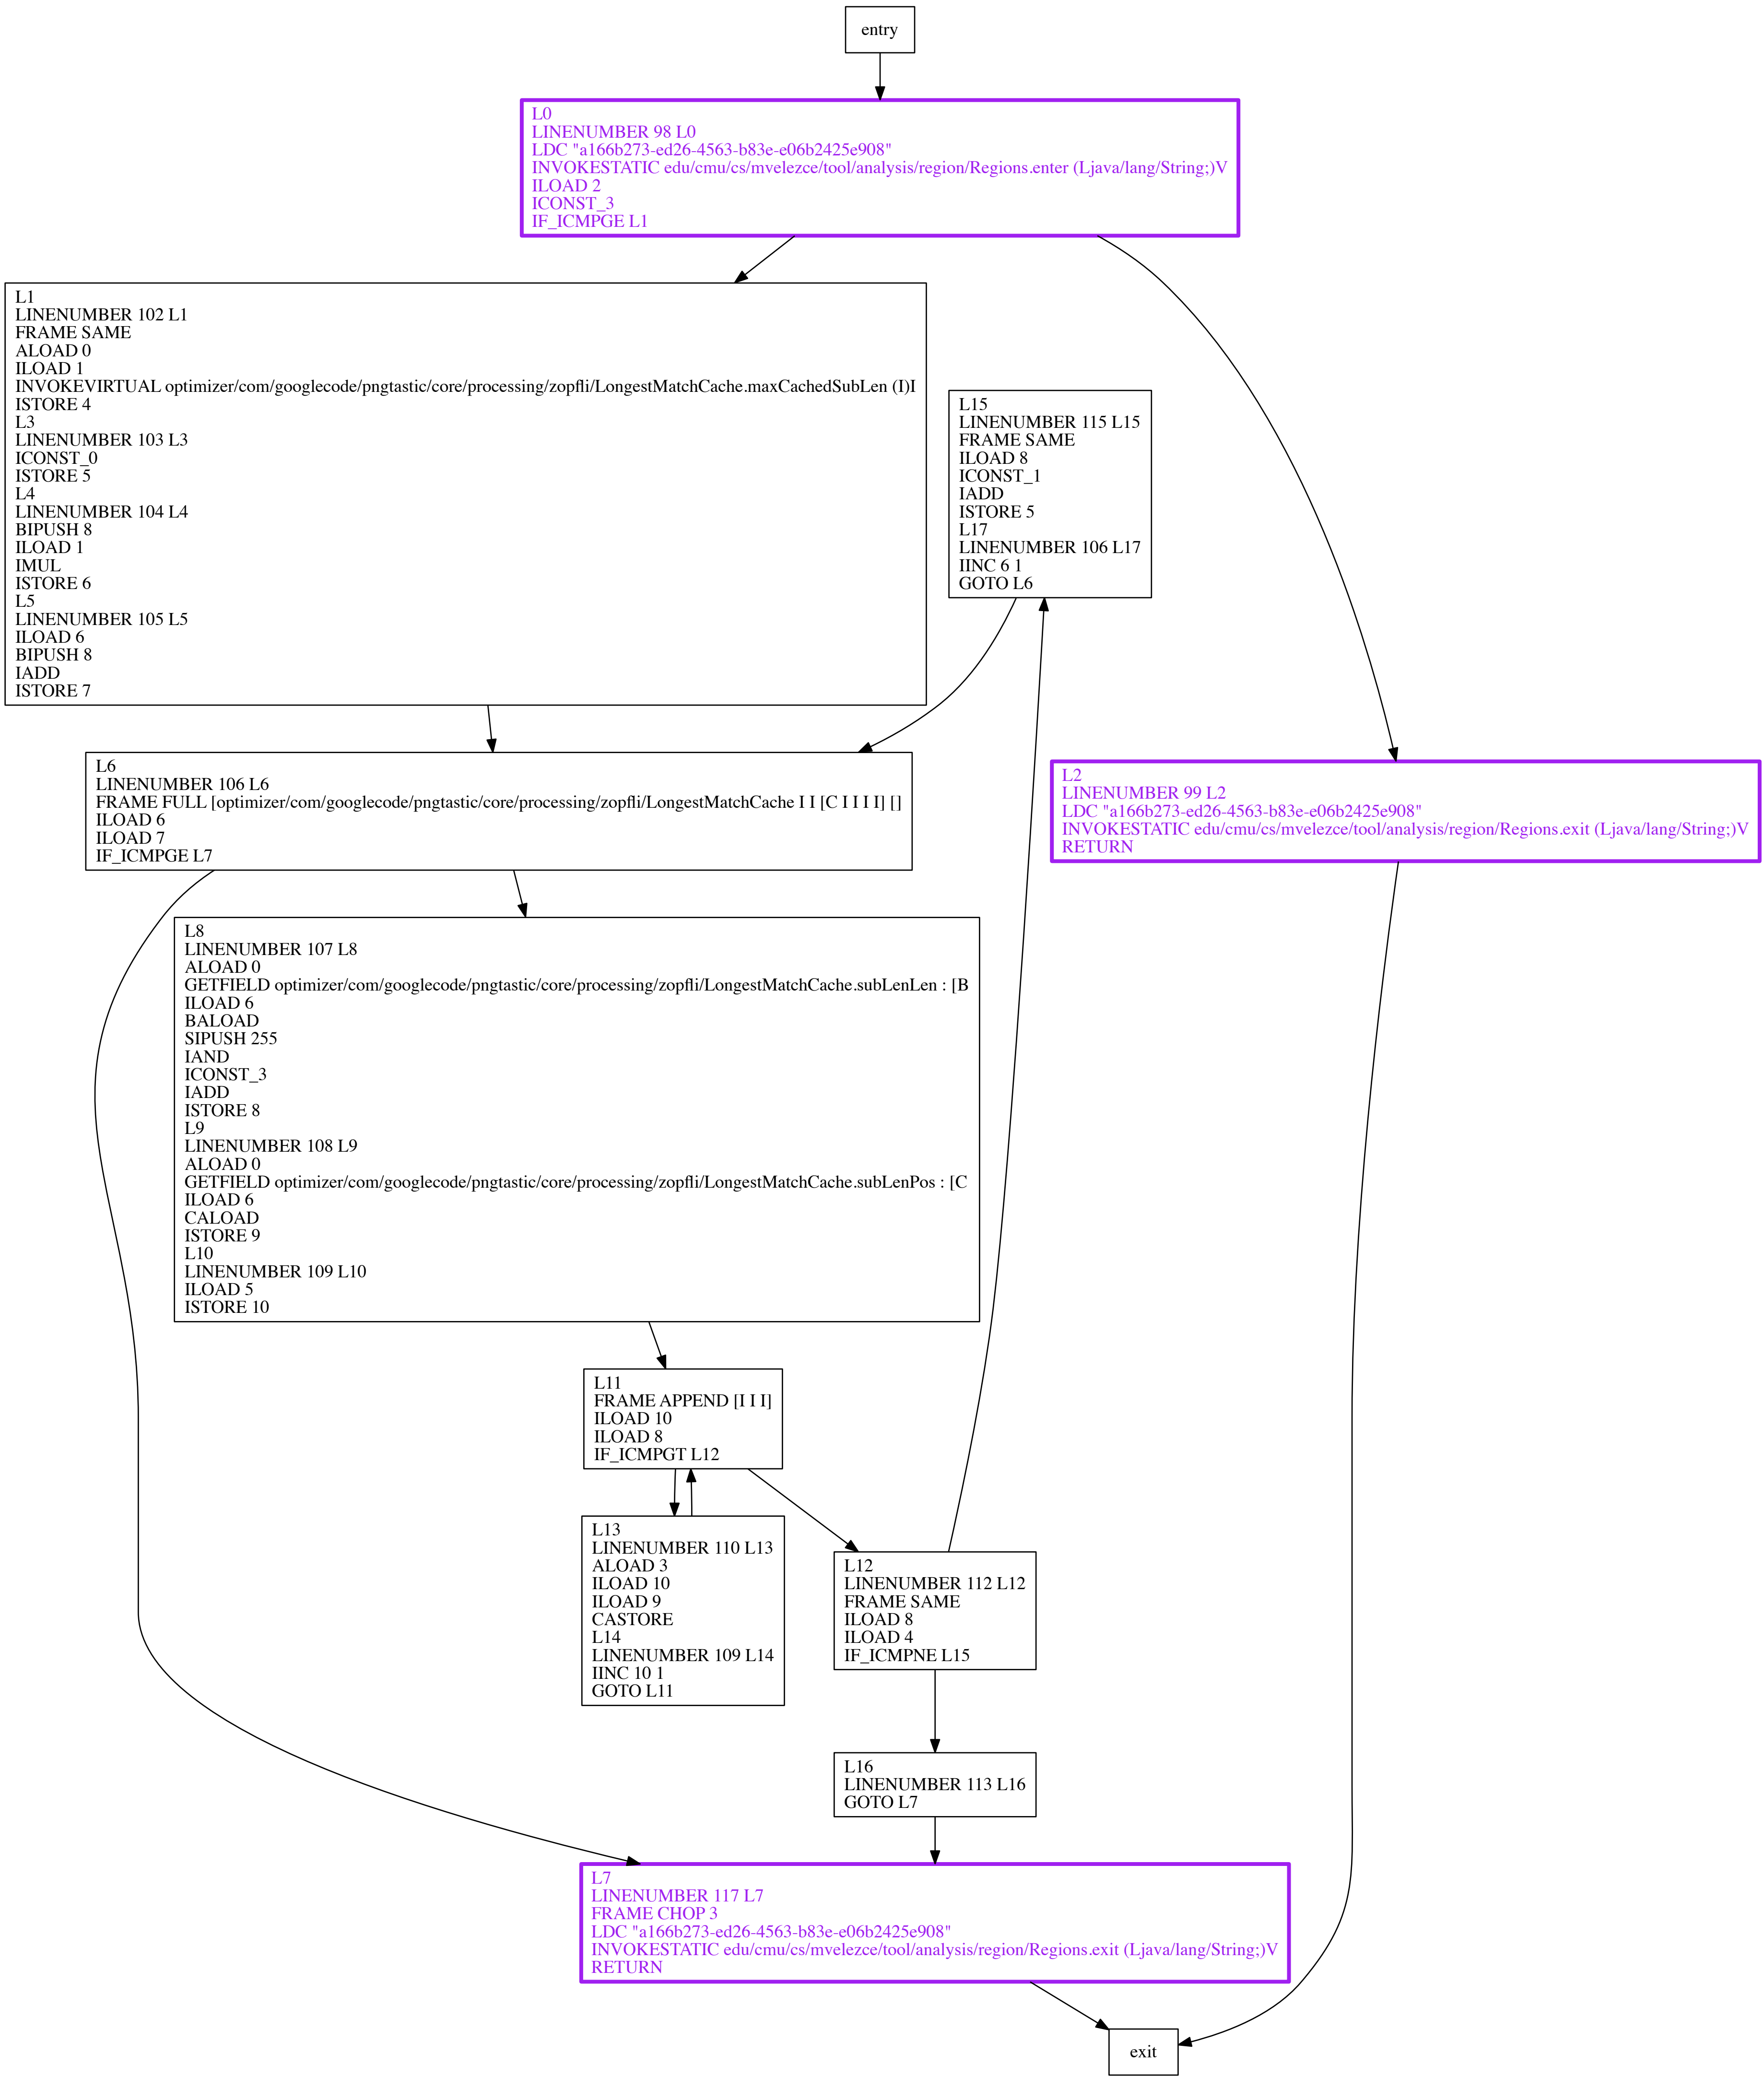 entry
L0
LINENUMBER 98 L0
LDC "a166b273-ed26-4563-b83e-e06b2425e908"
INVOKESTATIC edu/cmu/cs/mvelezce/tool/analysis/region/Regions.enter (Ljava/lang/String;)V
ILOAD 2
ICONST_3
IF_ICMPGE L1
L1
LINENUMBER 102 L1
FRAME SAME
ALOAD 0
ILOAD 1
INVOKEVIRTUAL optimizer/com/googlecode/pngtastic/core/processing/zopfli/LongestMatchCache.maxCachedSubLen (I)I
ISTORE 4
L3
LINENUMBER 103 L3
ICONST_0
ISTORE 5
L4
LINENUMBER 104 L4
BIPUSH 8
ILOAD 1
IMUL
ISTORE 6
L5
LINENUMBER 105 L5
ILOAD 6
BIPUSH 8
IADD
ISTORE 7
L15
LINENUMBER 115 L15
FRAME SAME
ILOAD 8
ICONST_1
IADD
ISTORE 5
L17
LINENUMBER 106 L17
IINC 6 1
GOTO L6
L6
LINENUMBER 106 L6
FRAME FULL [optimizer/com/googlecode/pngtastic/core/processing/zopfli/LongestMatchCache I I [C I I I I] []
ILOAD 6
ILOAD 7
IF_ICMPGE L7
L2
LINENUMBER 99 L2
LDC "a166b273-ed26-4563-b83e-e06b2425e908"
INVOKESTATIC edu/cmu/cs/mvelezce/tool/analysis/region/Regions.exit (Ljava/lang/String;)V
RETURN
L8
LINENUMBER 107 L8
ALOAD 0
GETFIELD optimizer/com/googlecode/pngtastic/core/processing/zopfli/LongestMatchCache.subLenLen : [B
ILOAD 6
BALOAD
SIPUSH 255
IAND
ICONST_3
IADD
ISTORE 8
L9
LINENUMBER 108 L9
ALOAD 0
GETFIELD optimizer/com/googlecode/pngtastic/core/processing/zopfli/LongestMatchCache.subLenPos : [C
ILOAD 6
CALOAD
ISTORE 9
L10
LINENUMBER 109 L10
ILOAD 5
ISTORE 10
L11
FRAME APPEND [I I I]
ILOAD 10
ILOAD 8
IF_ICMPGT L12
L13
LINENUMBER 110 L13
ALOAD 3
ILOAD 10
ILOAD 9
CASTORE
L14
LINENUMBER 109 L14
IINC 10 1
GOTO L11
L12
LINENUMBER 112 L12
FRAME SAME
ILOAD 8
ILOAD 4
IF_ICMPNE L15
L16
LINENUMBER 113 L16
GOTO L7
L7
LINENUMBER 117 L7
FRAME CHOP 3
LDC "a166b273-ed26-4563-b83e-e06b2425e908"
INVOKESTATIC edu/cmu/cs/mvelezce/tool/analysis/region/Regions.exit (Ljava/lang/String;)V
RETURN
exit